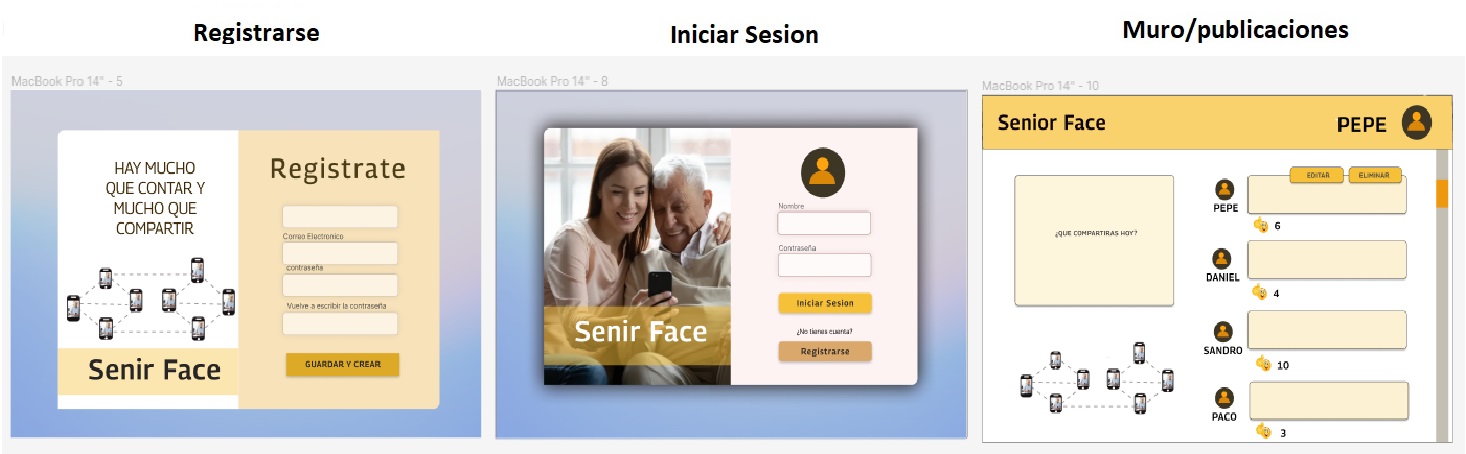 Registrarse
MacBook Pro 14" - 5
HAY MUCHO
QUE CONTAR Y
MUCHO QUE
COMPARTIR
Senir Face
Registrate
Correo Electronico
contraseña
Vuelve a escribir la contraseña
GUARDAR Y CREAR
Iniciar Sesion
MacBook Pro 14" - 8
Senir Face
Nombre
Contraseña
Iniciar Sesion
¿No tienes cuenta?
Registrarse
Muro/publicaciones
MacBook Pro 14" - 10
Senior Face
PEPE
¿QUE COMPARTIRAS HOY?
EDITAR
ELIMINAR
PEPE
6
DANIEL
4
SANDRO
10
PACO
3